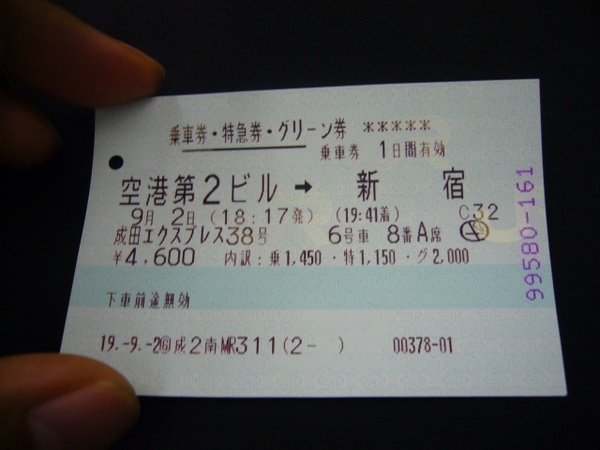 乗車券・特急券・グリーン券 *****
乗車券 1日間有効
空港第2ビル → 新宿
9月 2日 (18:17発) (19:41着) C32
成田エクスプレス38号 6号車 8番A席
¥4,600 内訳:乗1,450・特1,150・グ2,000
下車前途無効
19.-9.-2 成2南MR311(2- ) 00378-01
99580-161